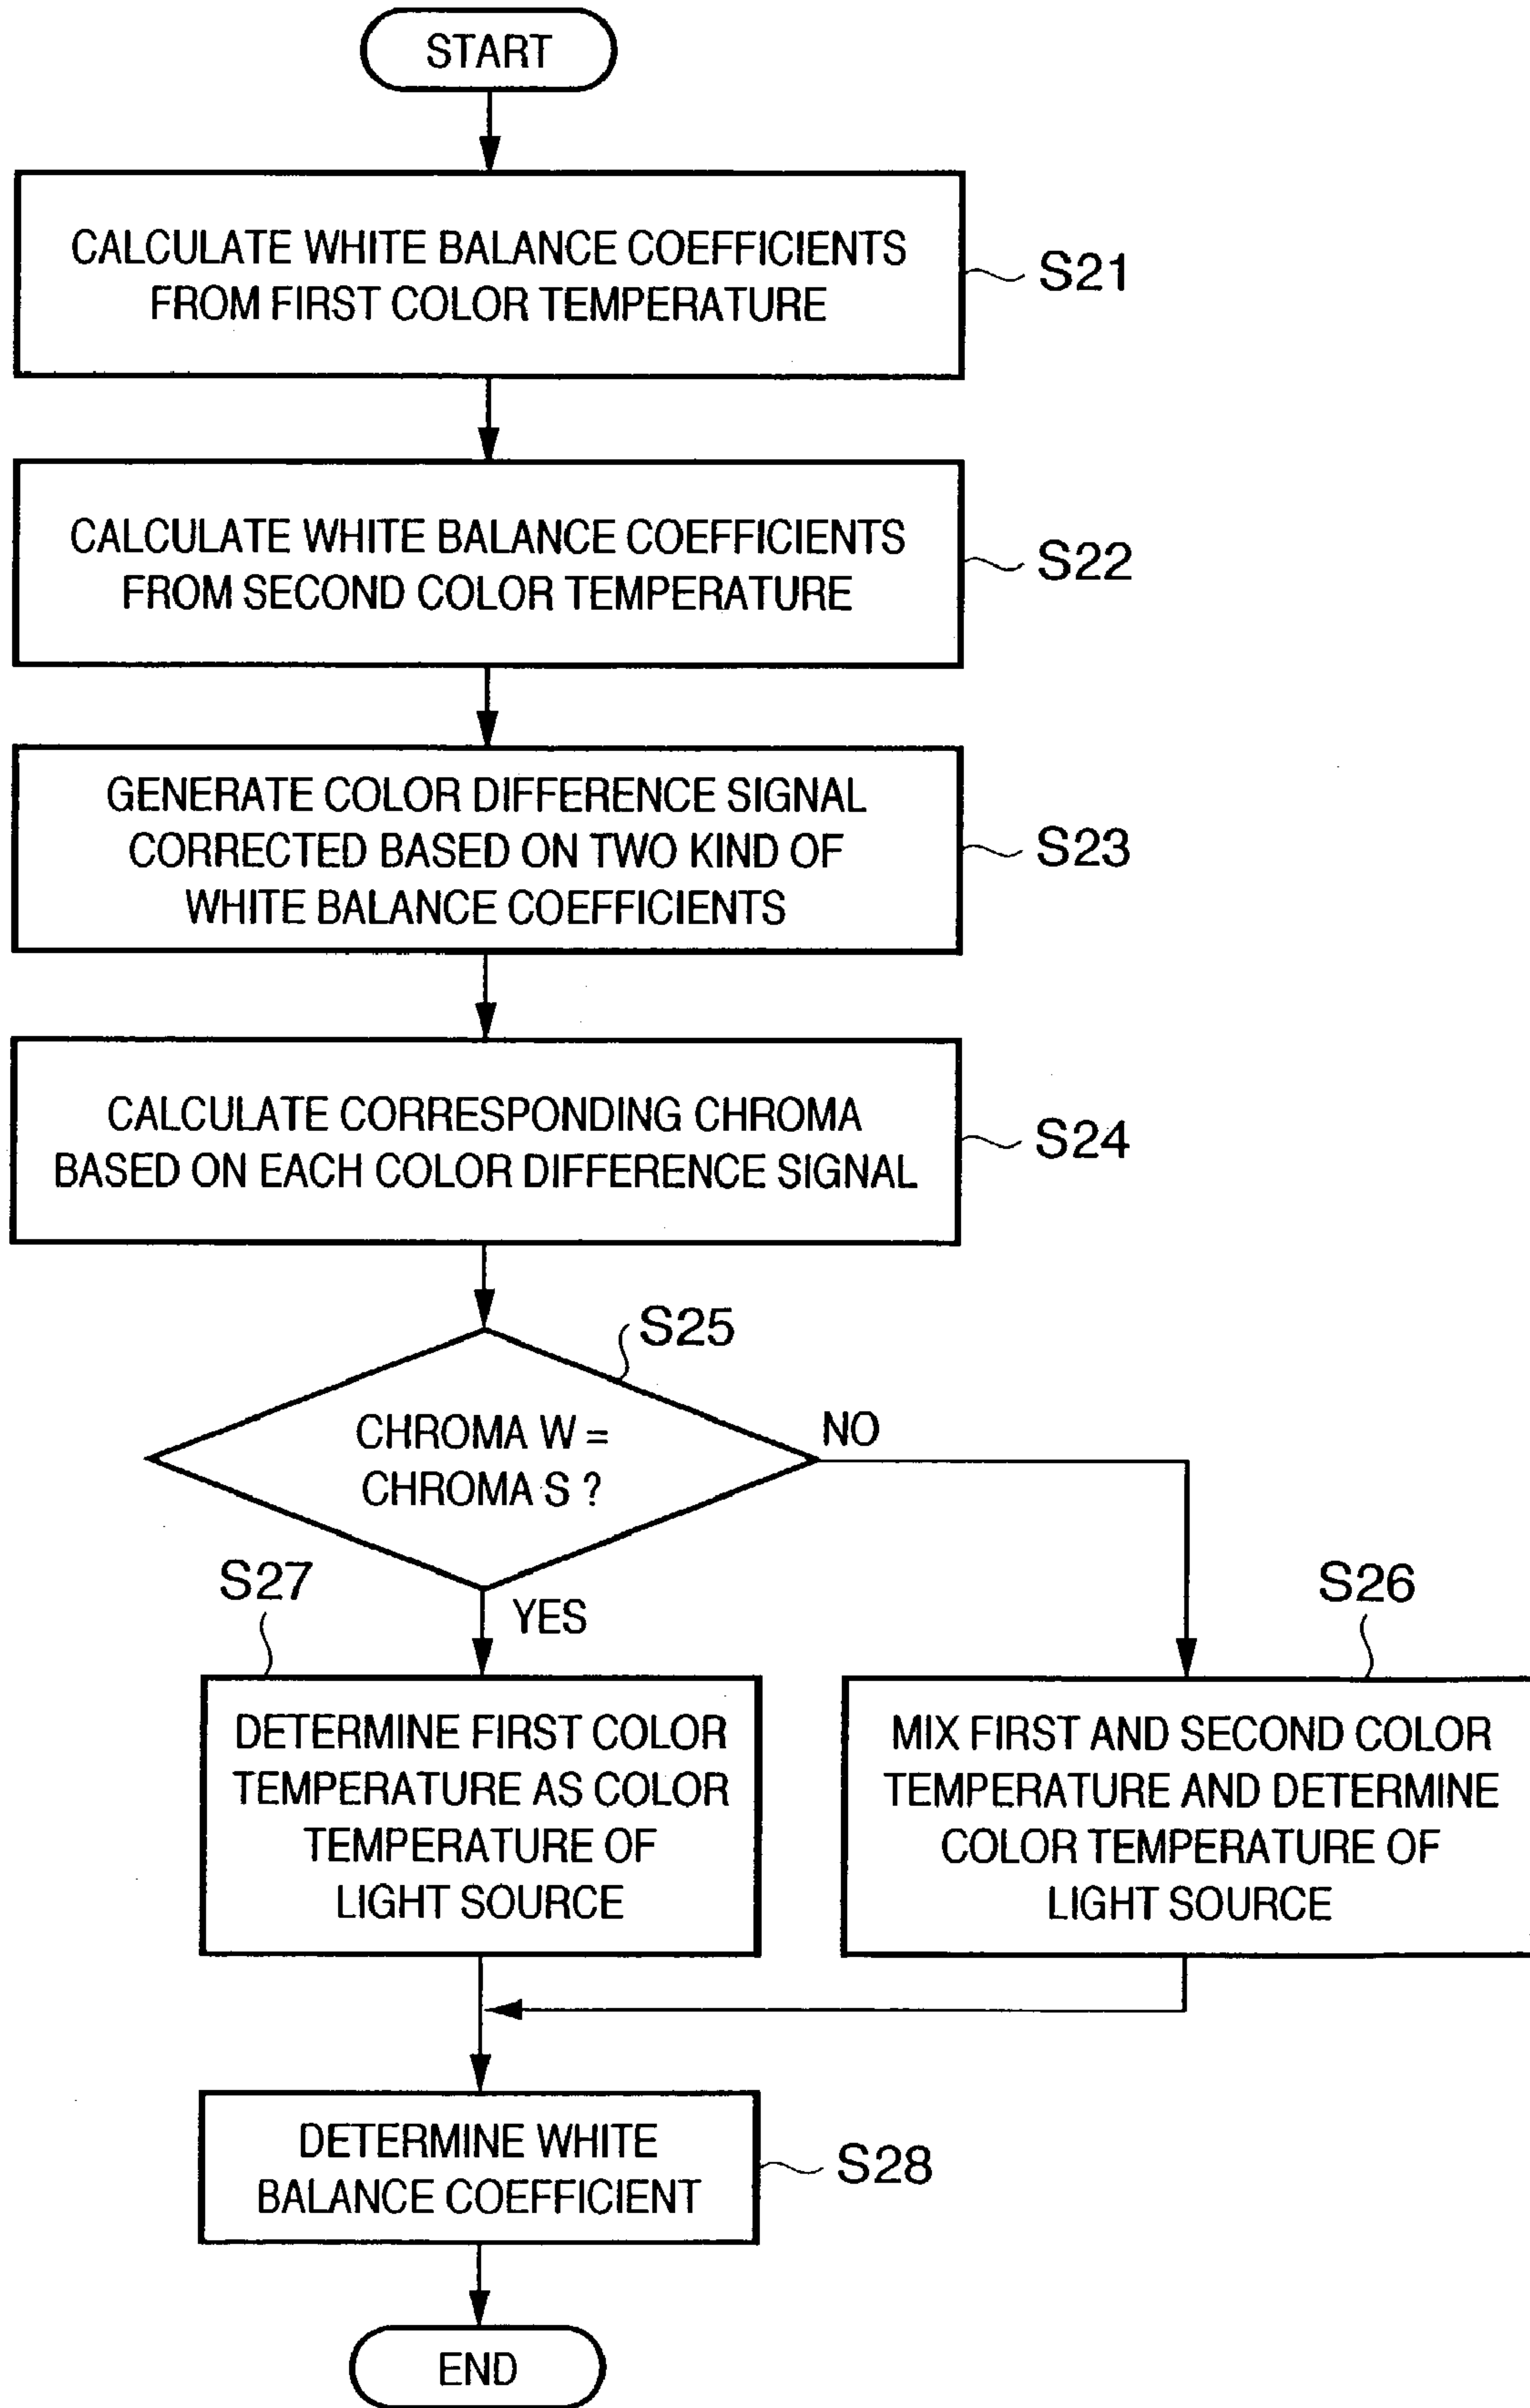 START
CALCULATE WHITE BALANCE COEFFICIENTS
FROM FIRST COLOR TEMPERATURE
S21
CALCULATE WHITE BALANCE COEFFICIENTS
FROM SECOND COLOR TEMPERATURE
S22
GENERATE COLOR DIFFERENCE SIGNAL
CORRECTED BASED ON TWO KIND OF
WHITE BALANCE COEFFICIENTS
S23
CALCULATE CORRESPONDING CHROMA
BASED ON EACH COLOR DIFFERENCE SIGNAL
S24
S25
CHROMA W =
CHROMA S ?
NO
YES
S27
DETERMINE FIRST COLOR
TEMPERATURE AS COLOR
TEMPERATURE OF
LIGHT SOURCE
S26
MIX FIRST AND SECOND COLOR
TEMPERATURE AND DETERMINE
COLOR TEMPERATURE OF
LIGHT SOURCE
DETERMINE WHITE
BALANCE COEFFICIENT
S28
END